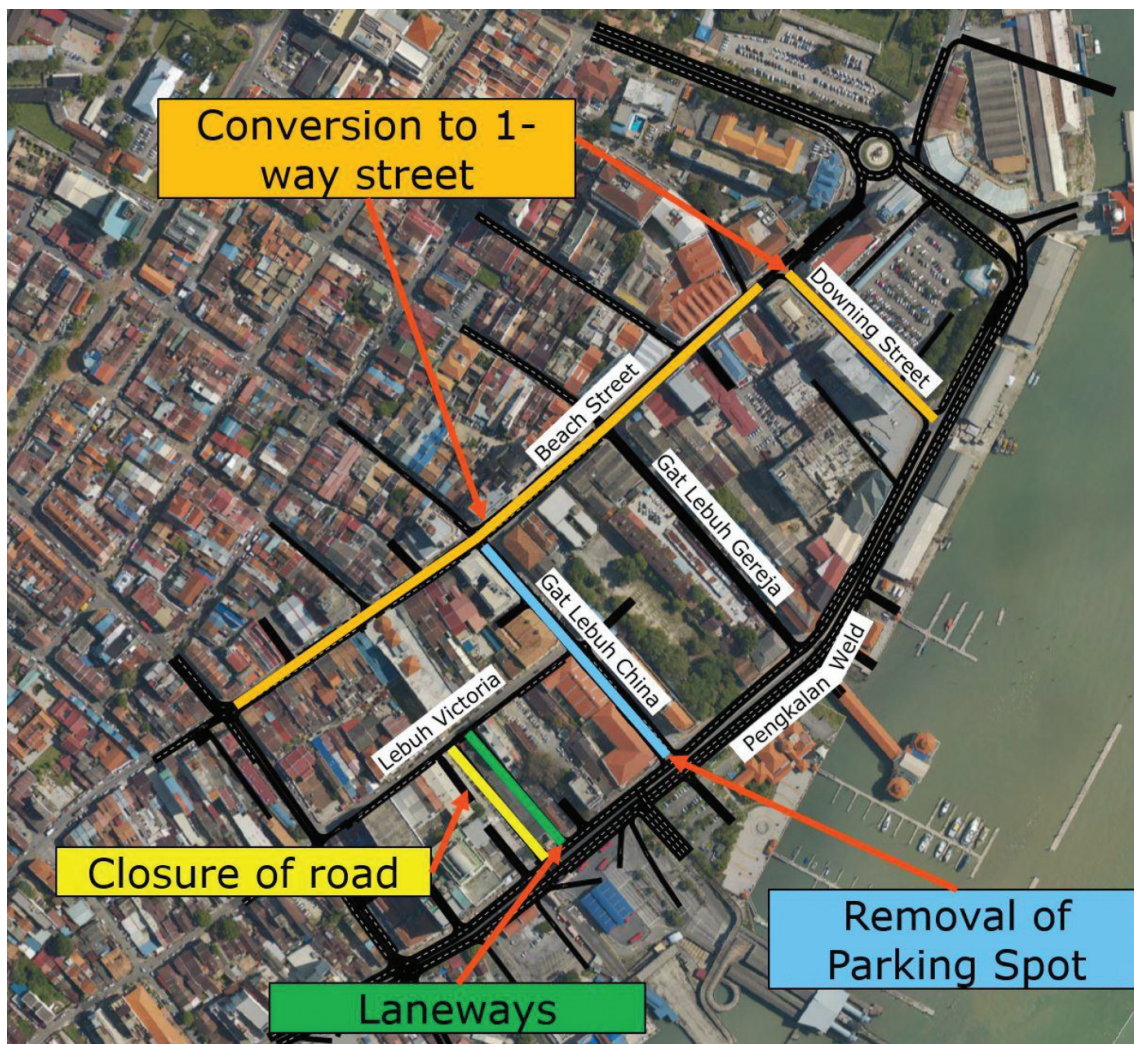 Conversion to 1-
way street
Downing Street
Beach Street
Gat Lebuh Gereja
Gat Lebuh China
Pengkalan Weld
Lebuh Victoria
Closure of road
Removal of
Parking Spot
Laneways